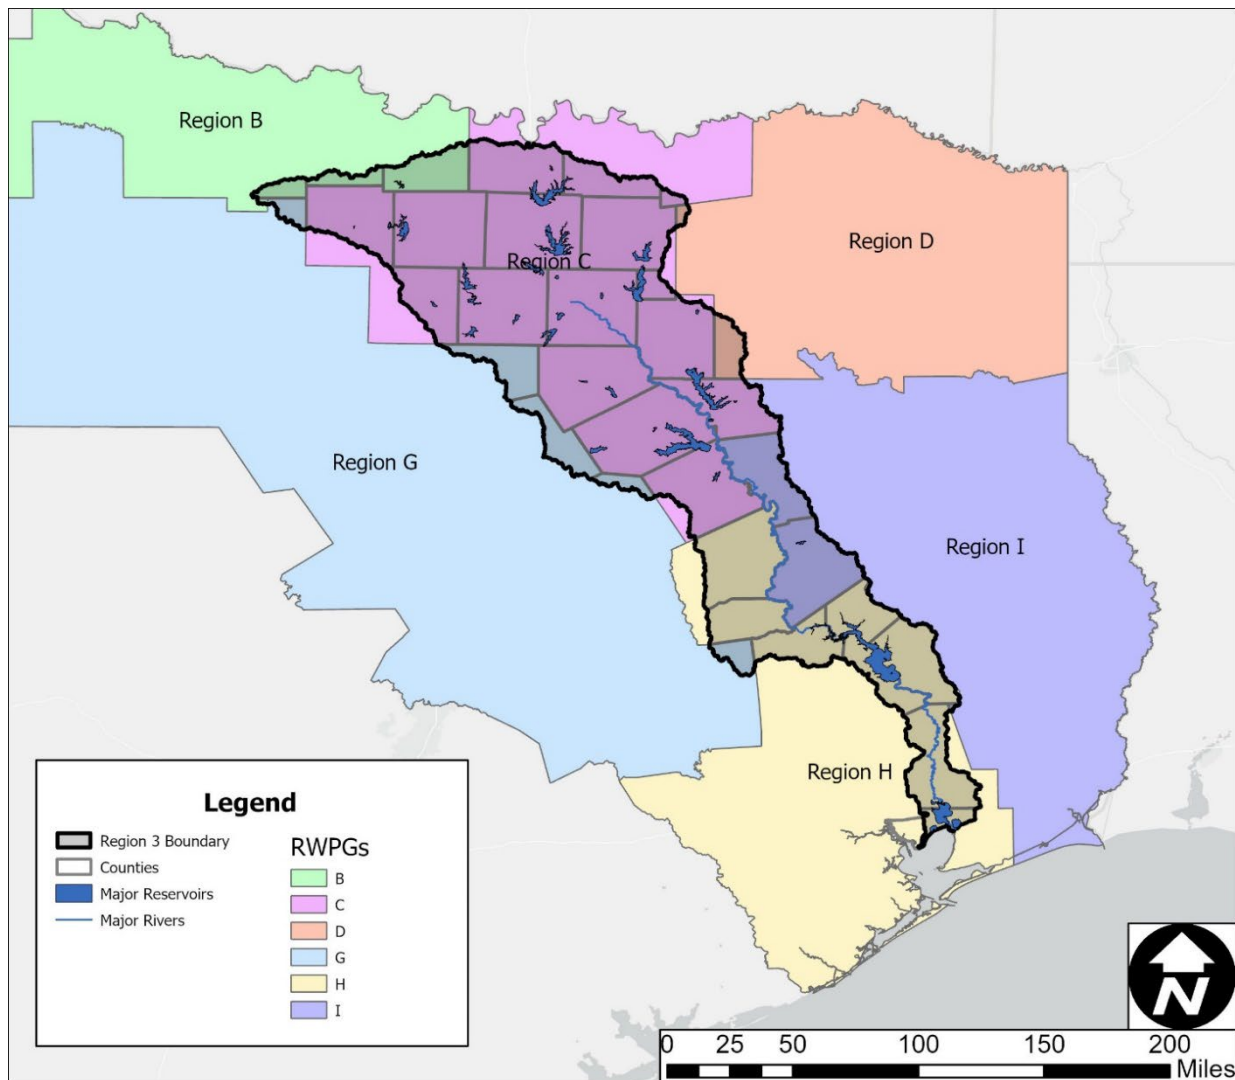 Region B
Region D
Region C
Region G
Region I
Region H
Legend
Region 3 Boundary
Counties
Major Reservoirs
Major Rivers
RWPGs
B
C
D
G
H
I
N
0 25 50 100 150 200
Miles